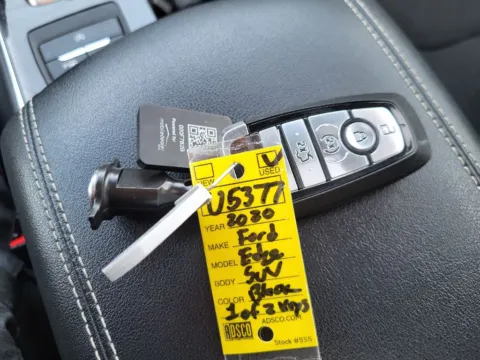 NEW
USED
U5377
YEAR 2020
MAKE Ford
MODEL Edge
BODY SUV
COLOR Black
1 of 2 Keys
ADSCO ADSCO.COM
Stock #955